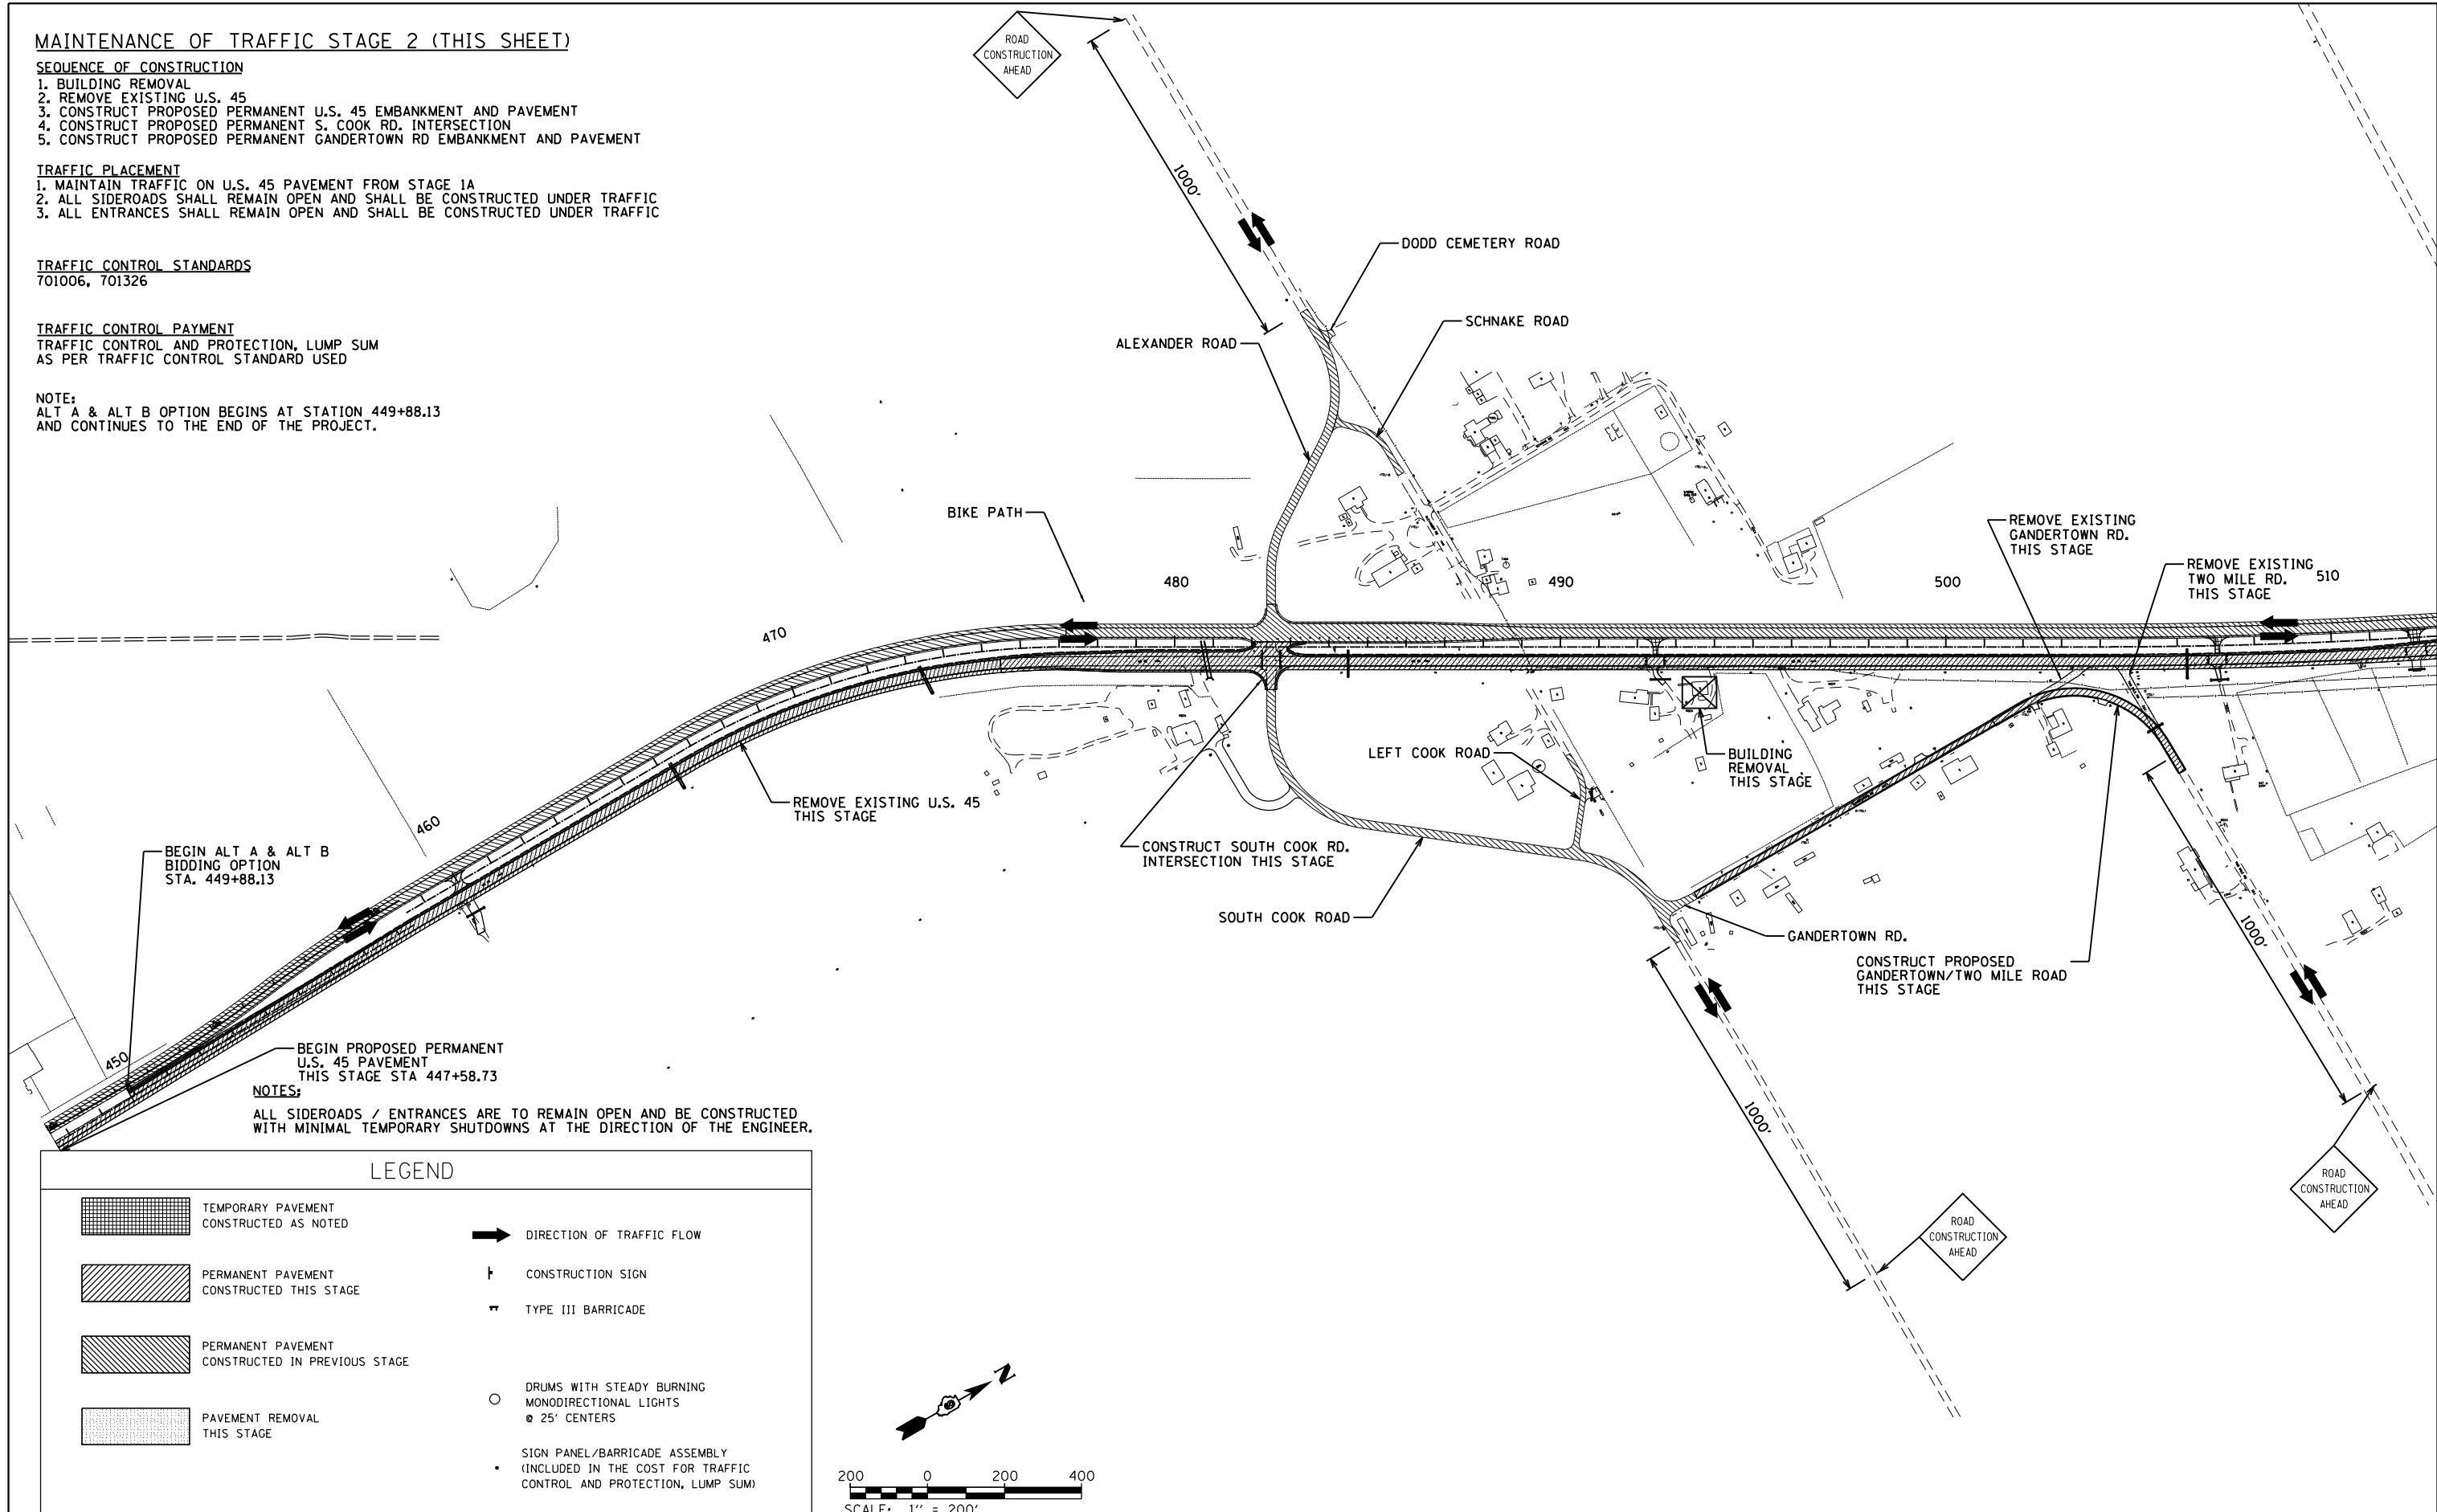 MAINTENANCE OF TRAFFIC STAGE 2 (THIS SHEET)
SEQUENCE OF CONSTRUCTION
1. BUILDING REMOVAL
2. REMOVE EXISTING U.S. 45
3. CONSTRUCT PROPOSED PERMANENT U.S. 45 EMBANKMENT AND PAVEMENT
4. CONSTRUCT PROPOSED PERMANENT S. COOK RD. INTERSECTION
5. CONSTRUCT PROPOSED PERMANENT GANDERTOWN RD EMBANKMENT AND PAVEMENT
TRAFFIC PLACEMENT
1. MAINTAIN TRAFFIC ON U.S. 45 PAVEMENT FROM STAGE 1A
2. ALL SIDEROADS SHALL REMAIN OPEN AND SHALL BE CONSTRUCTED UNDER TRAFFIC
3. ALL ENTRANCES SHALL REMAIN OPEN AND SHALL BE CONSTRUCTED UNDER TRAFFIC
TRAFFIC CONTROL STANDARDS
701006, 701326
TRAFFIC CONTROL PAYMENT
TRAFFIC CONTROL AND PROTECTION, LUMP SUM
AS PER TRAFFIC CONTROL STANDARD USED
NOTE:
ALT A & ALT B OPTION BEGINS AT STATION 449+88.13
AND CONTINUES TO THE END OF THE PROJECT.
ROAD
CONSTRUCTION
AHEAD
1000'
DODD CEMETERY ROAD
SCHNAKE ROAD
ALEXANDER ROAD
BIKE PATH
480
490
500
510
470
460
450
REMOVE EXISTING
GANDERTOWN RD.
THIS STAGE
REMOVE EXISTING
TWO MILE RD.
THIS STAGE
LEFT COOK ROAD
BUILDING
REMOVAL
THIS STAGE
REMOVE EXISTING U.S. 45
THIS STAGE
CONSTRUCT SOUTH COOK RD.
INTERSECTION THIS STAGE
SOUTH COOK ROAD
GANDERTOWN RD.
CONSTRUCT PROPOSED
GANDERTOWN/TWO MILE ROAD
THIS STAGE
1000'
1000'
ROAD
CONSTRUCTION
AHEAD
ROAD
CONSTRUCTION
AHEAD
BEGIN ALT A & ALT B
BIDDING OPTION
STA. 449+88.13
BEGIN PROPOSED PERMANENT
U.S. 45 PAVEMENT
THIS STAGE STA 447+58.73
NOTES:
ALL SIDEROADS / ENTRANCES ARE TO REMAIN OPEN AND BE CONSTRUCTED
WITH MINIMAL TEMPORARY SHUTDOWNS AT THE DIRECTION OF THE ENGINEER.
LEGEND
TEMPORARY PAVEMENT
CONSTRUCTED AS NOTED
PERMANENT PAVEMENT
CONSTRUCTED THIS STAGE
PERMANENT PAVEMENT
CONSTRUCTED IN PREVIOUS STAGE
PAVEMENT REMOVAL
THIS STAGE
DIRECTION OF TRAFFIC FLOW
CONSTRUCTION SIGN
TYPE III BARRICADE
DRUMS WITH STEADY BURNING
MONODIRECTIONAL LIGHTS
@ 25' CENTERS
SIGN PANEL/BARRICADE ASSEMBLY
(INCLUDED IN THE COST FOR TRAFFIC
CONTROL AND PROTECTION, LUMP SUM)
N
200 0 200 400
SCALE: 1" = 200'